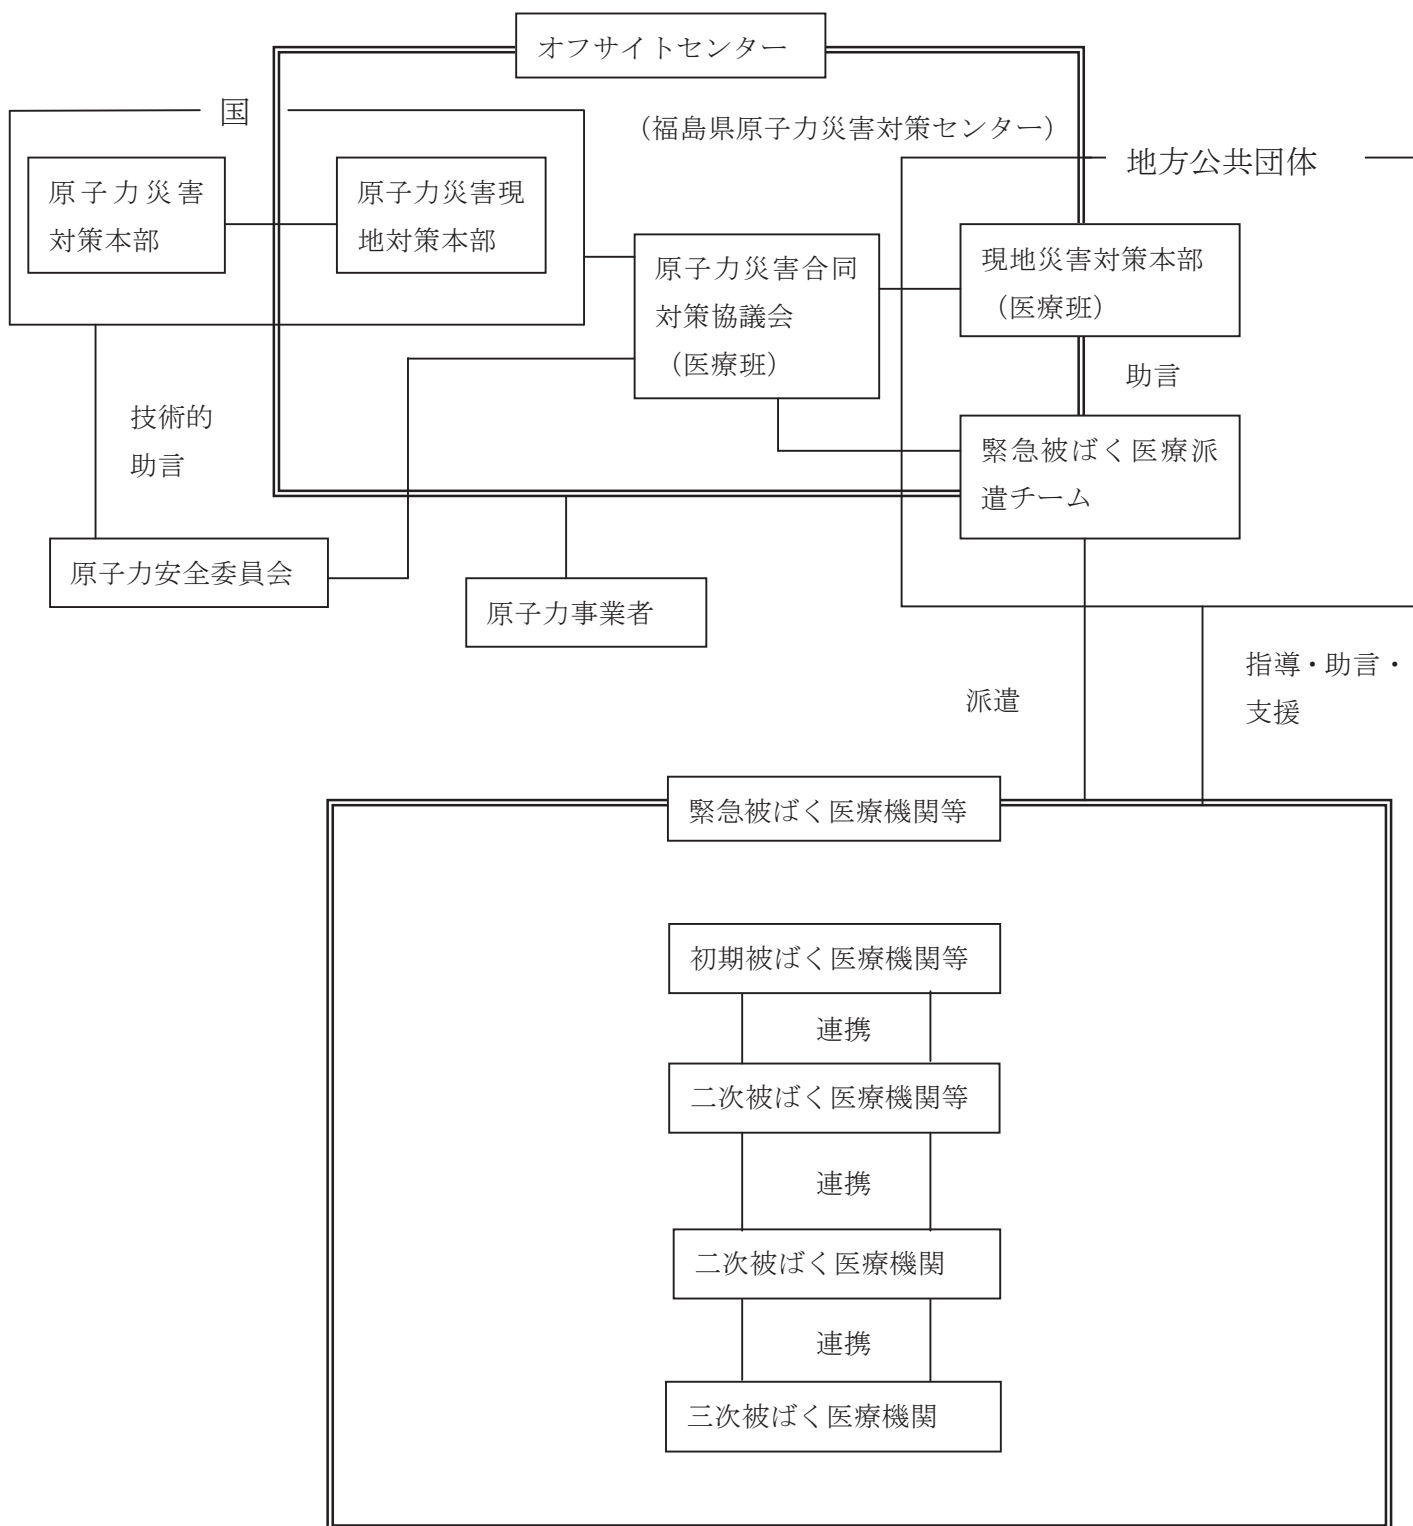 オフサイトセンター
国
(福島県原子力災害対策センター)
地方公共団体
原子力災害
対策本部
原子力災害現
地対策本部
原子力災害合同
対策協議会
(医療班)
現地災害対策本部
(医療班)
助言
技術的
助言
緊急被ばく医療派
遣チーム
原子力安全委員会
原子力事業者
指導・助言・
支援
派遣
緊急被ばく医療機関等
初期被ばく医療機関等
連携
二次被ばく医療機関等
連携
二次被ばく医療機関
連携
三次被ばく医療機関